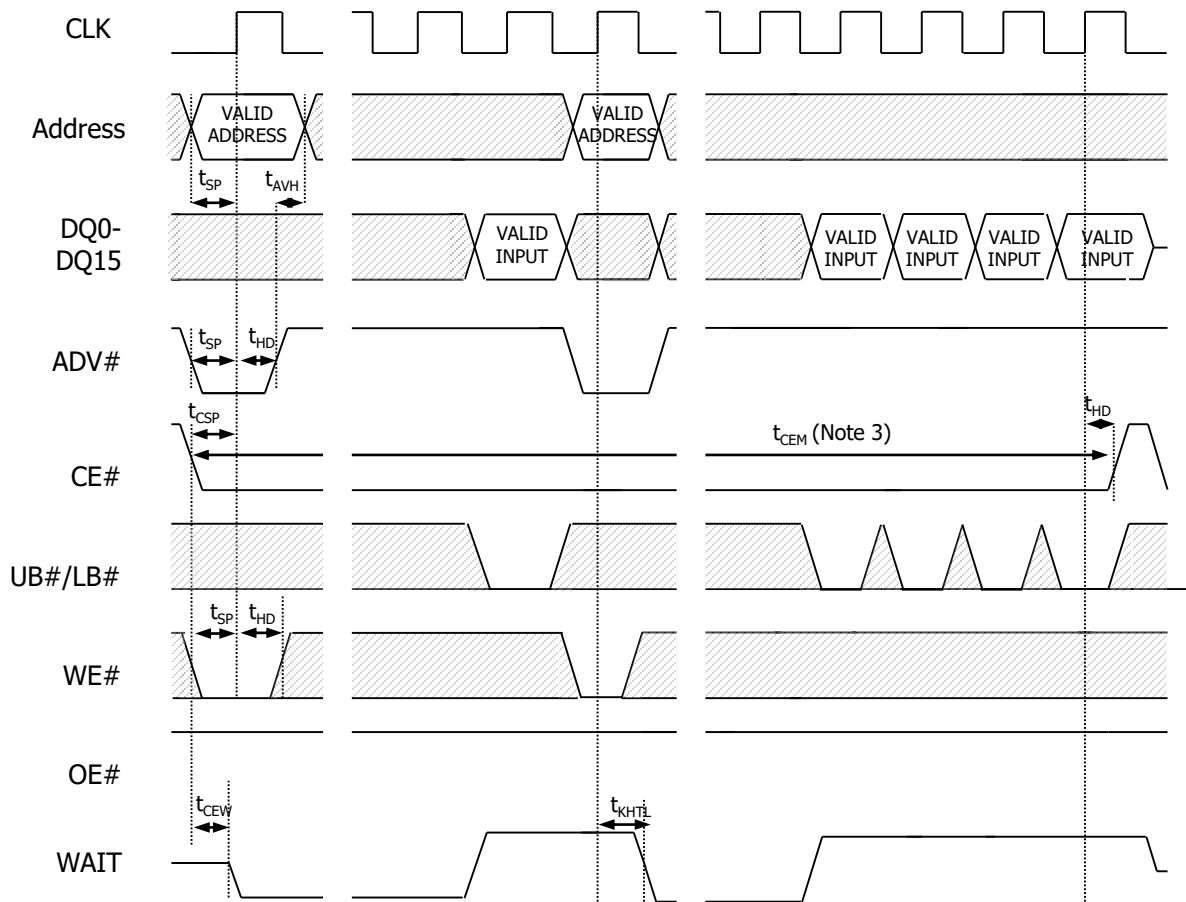 CLK
Address
VALID
ADDRESS
VALID
ADDRESS
tSP
tAVH
DQ0-
DQ15
VALID
INPUT
VALID
INPUT
VALID
INPUT
VALID
INPUT
VALID
INPUT
ADV#
tSP
tHD
tCSP
tHD
CE#
tCEM (Note 3)
UB#/LB#
tSP
tHD
WE#
OE#
tCEW
tKHTL
WAIT